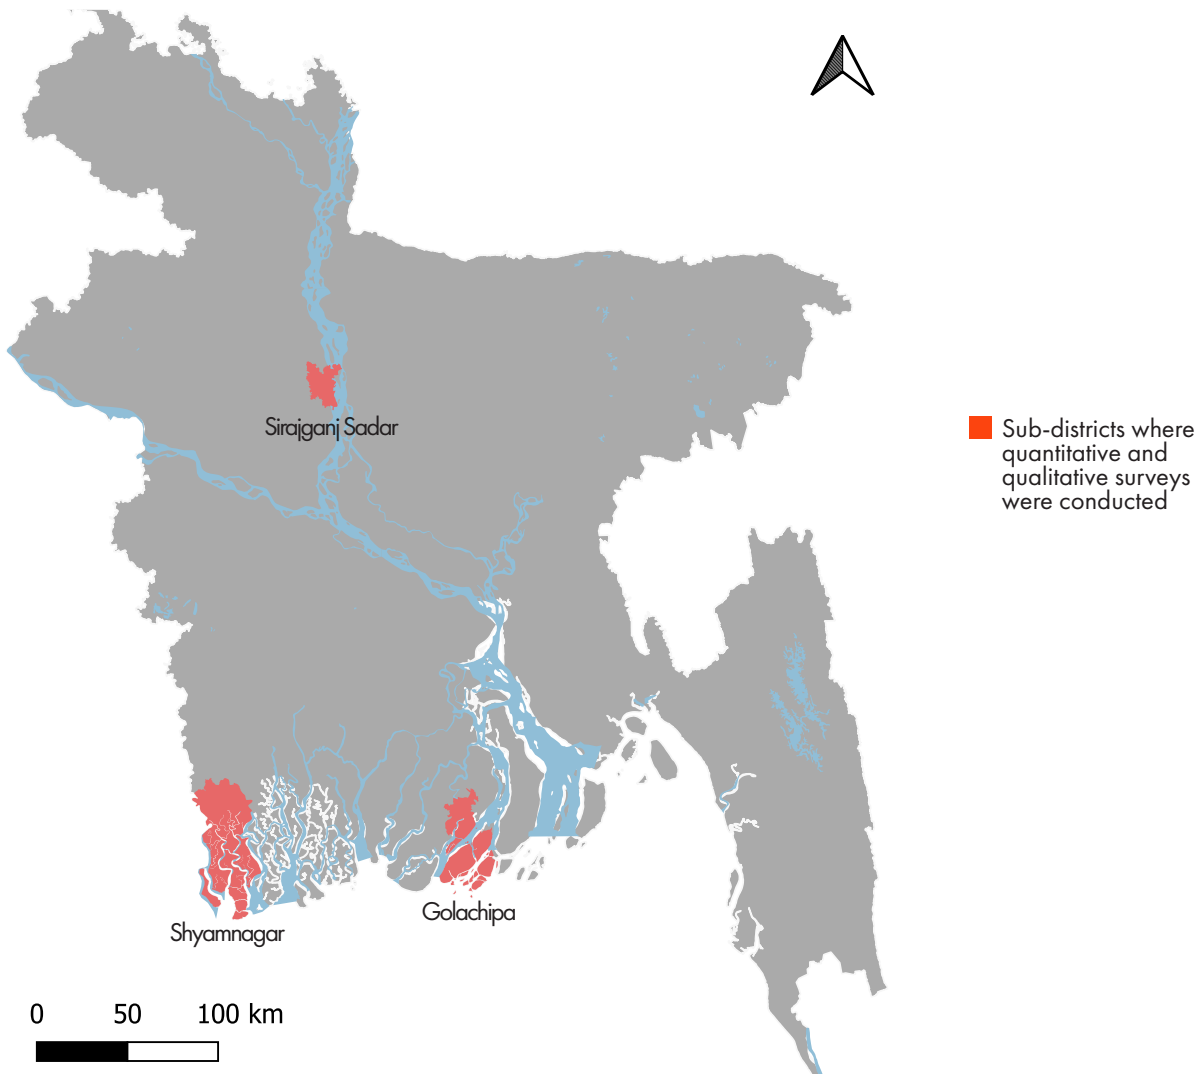 Sirajganj Sadar
Sub-districts where
quantitative and
qualitative surveys
were conducted
Golachipa
Shyamnagar
0 50 100 km